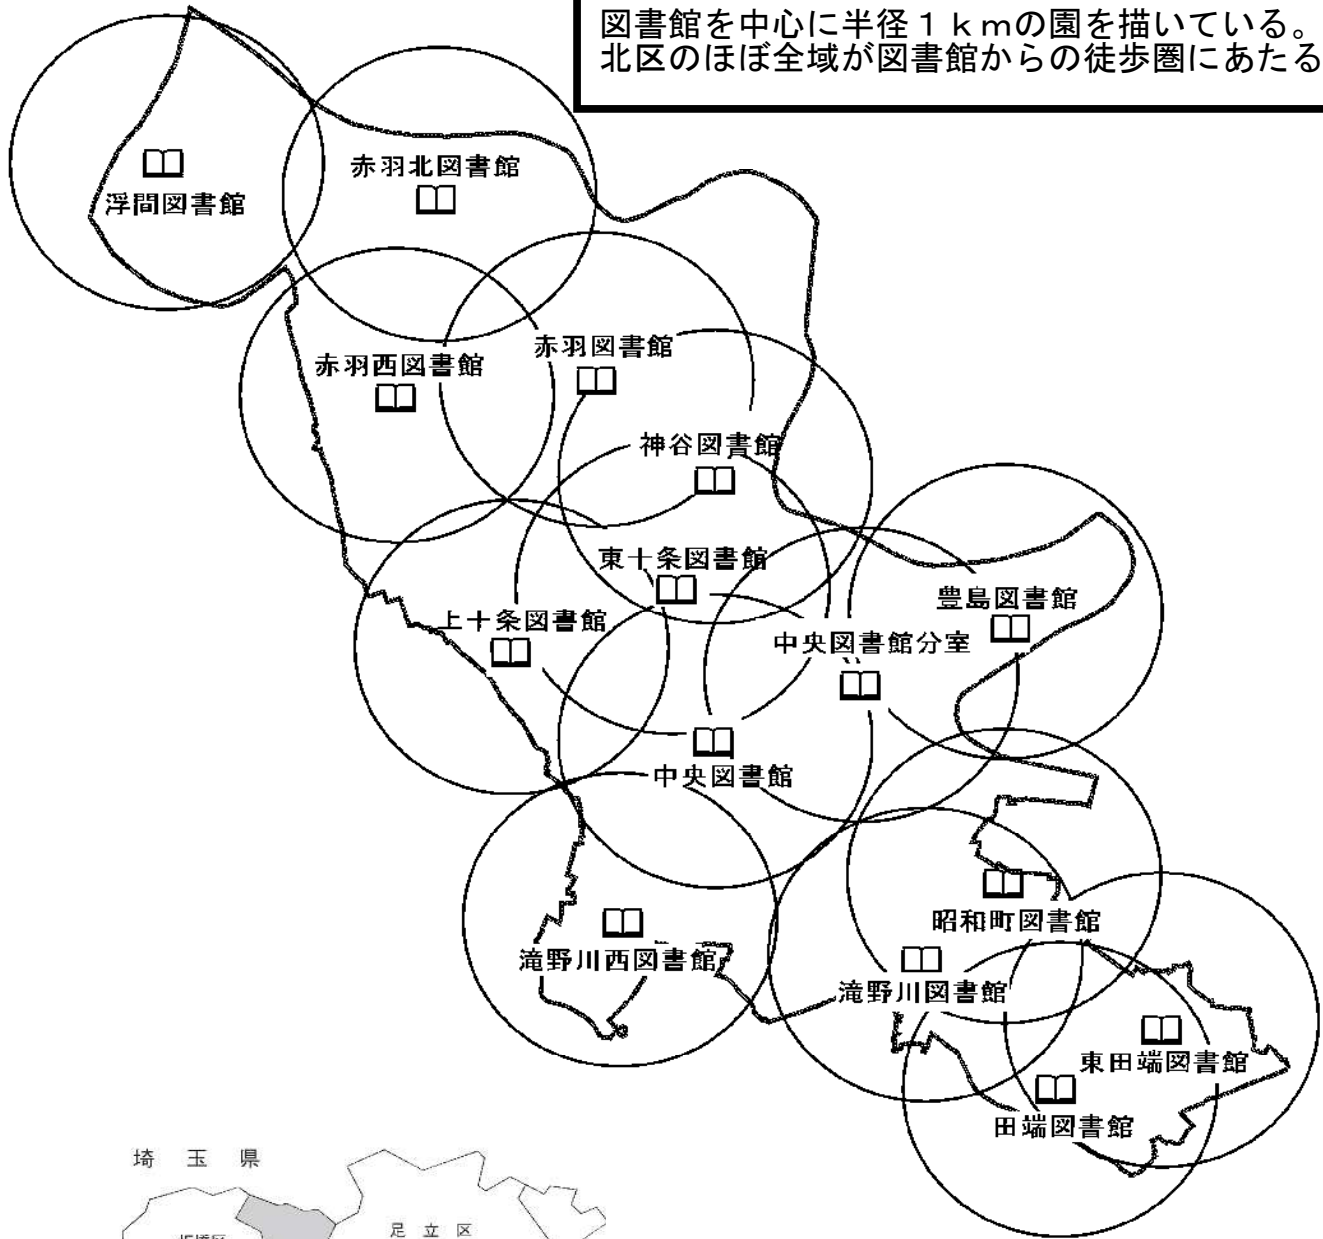 図書館を中心に半径1kmの園を描いている。
北区のほぼ全域が図書館からの徒歩圏にあたる
赤羽北図書館
浮間図書館
赤羽図書館
赤羽西図書館
神谷図書館
東十条図書館
豊島図書館
上十条図書館
中央図書館分室
中央図書館
昭和町図書館
滝野川西図書館
滝野川図書館
東田端図書館
田端図書館
埼玉県
足立区